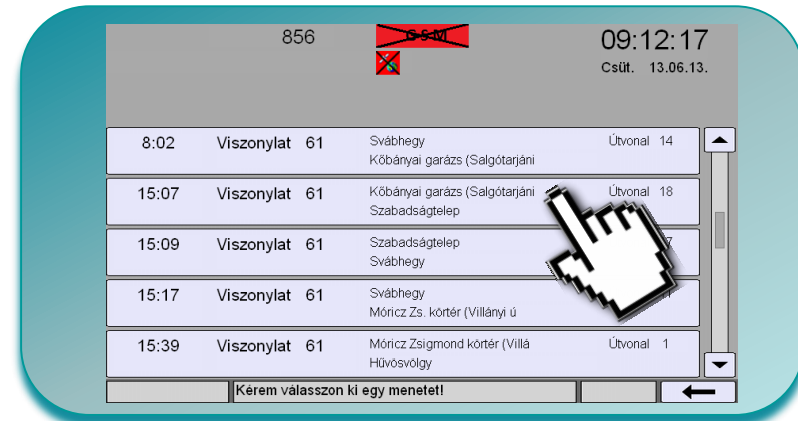 856 GSM 09:12:17
Csüt. 13.06.13.
8:02 Viszonylat 61 Svábhegy Útvonal 14
Kőbányai garázs (Salgótarjáni
15:07 Viszonylat 61 Kőbányai garázs (Salgótarjáni Útvonal 18
Szabadságtelep
15:09 Viszonylat 61 Szabadságtelep 7
Svábhegy
15:17 Viszonylat 61 Svábhegy
Móricz Zs. körtér (Villányi ú
15:39 Viszonylat 61 Móricz Zsigmond körtér (Villá Útvonal 1
Hűvösvölgy
Kérem válasszon ki egy menetet!